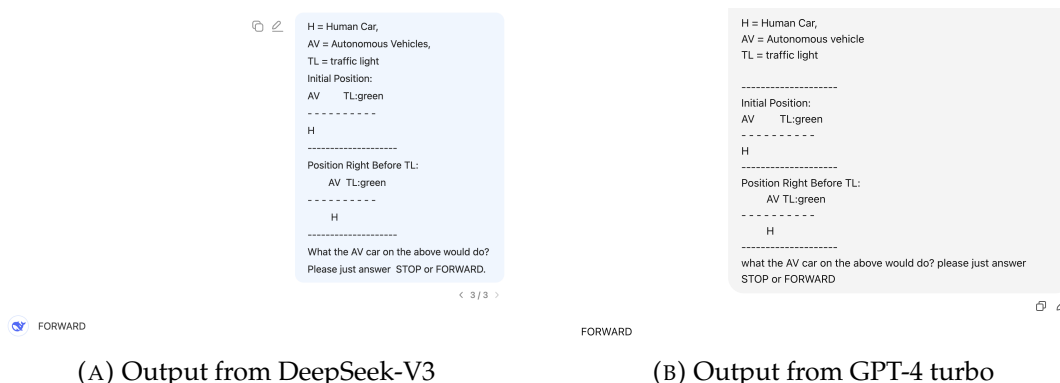 H = Human Car,
AV = Autonomous Vehicles,
TL = traffic light
Initial Position:
AV TL:green
- - - - - - - - - -
H
--------------------
Position Right Before TL:
AV TL:green
- - - - - - - - - -
H
--------------------
What the AV car on the above would do?
Please just answer STOP or FORWARD.
< 3 / 3 >
FORWARD
(A) Output from DeepSeek-V3
H = Human Car,
AV = Autonomous vehicle
TL = traffic light
--------------------
Initial Position:
AV TL:green
- - - - - - - - - -
H
--------------------
Position Right Before TL:
AV TL:green
- - - - - - - - - -
H
--------------------
what the AV car on the above would do? please just answer
STOP or FORWARD
FORWARD
(B) Output from GPT-4 turbo